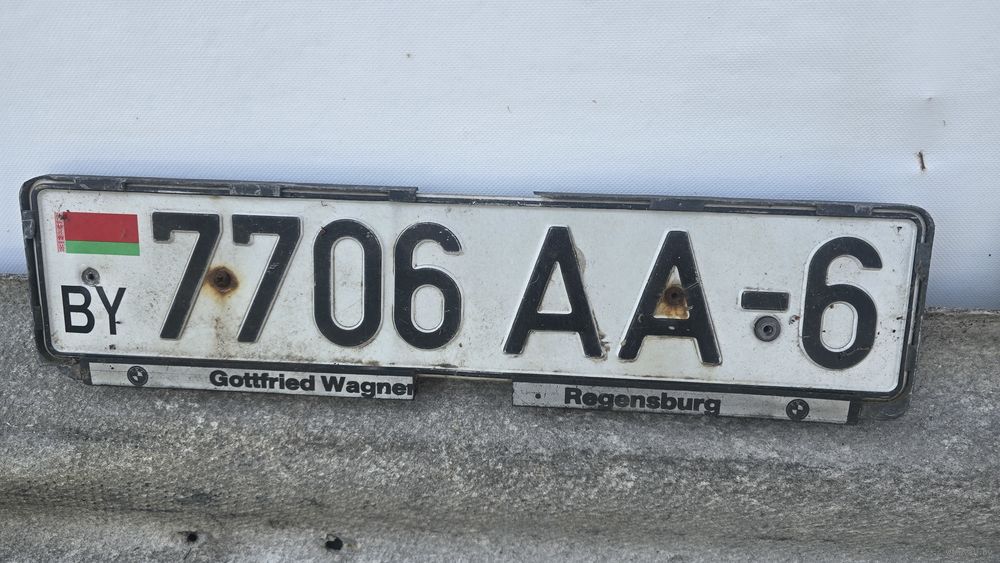 7706 AA-6
BY
Gottfried Wagner Regensburg